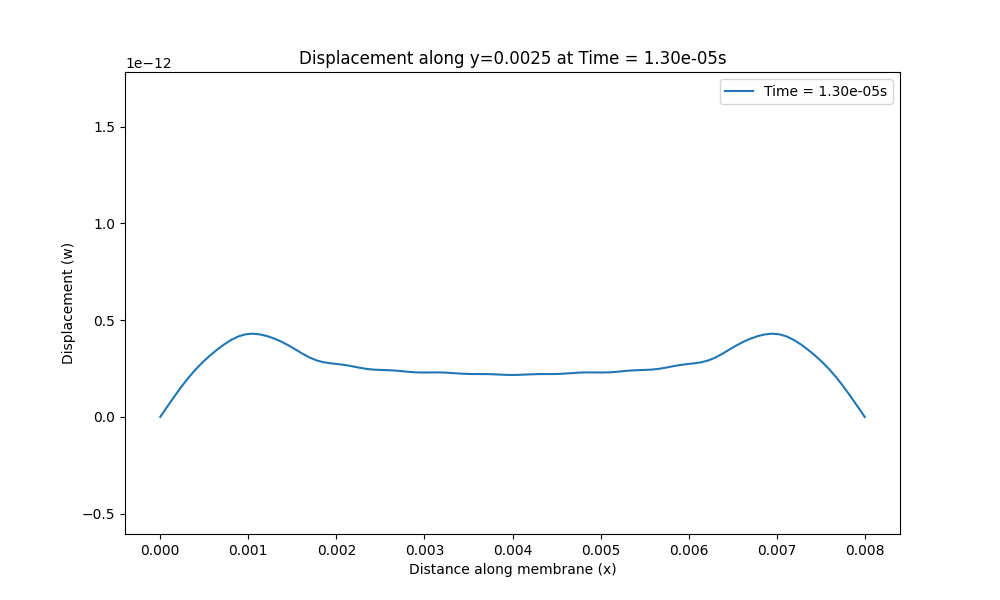 Displacement along y=0.0025 at Time = 1.30e-05s
1e−12
Time = 1.30e-05s
1.5
1.0
0.5
0.0
−0.5
Displacement (w)
0.000 0.001 0.002 0.003 0.004 0.005 0.006 0.007 0.008
Distance along membrane (x)